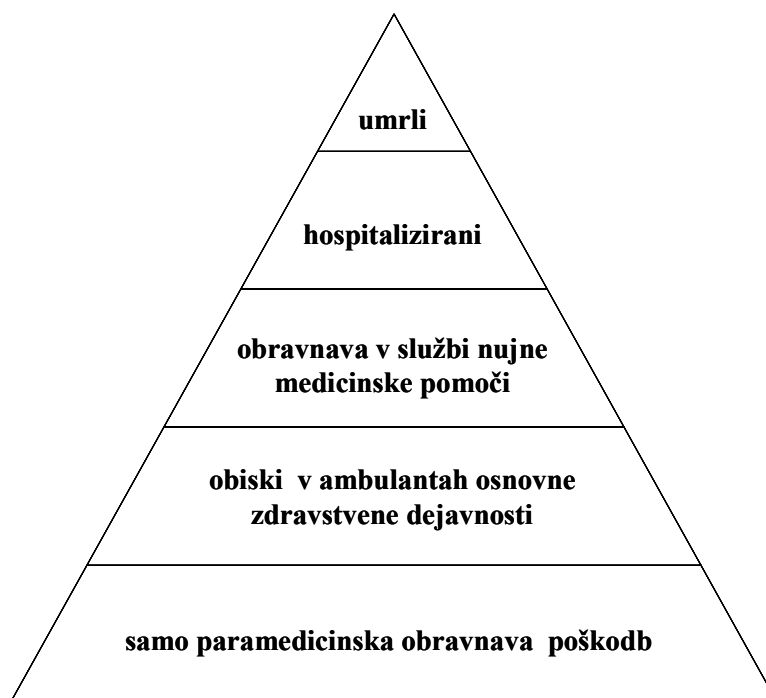 umrli
hospitalizirani
obravnava v službi nujne
medicinske pomoči
obiski  v ambulantah osnovne
zdravstvene dejavnosti
samo paramedicinska obravnava  poškodb